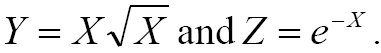 Y = X√X and Z = e^{-X}.